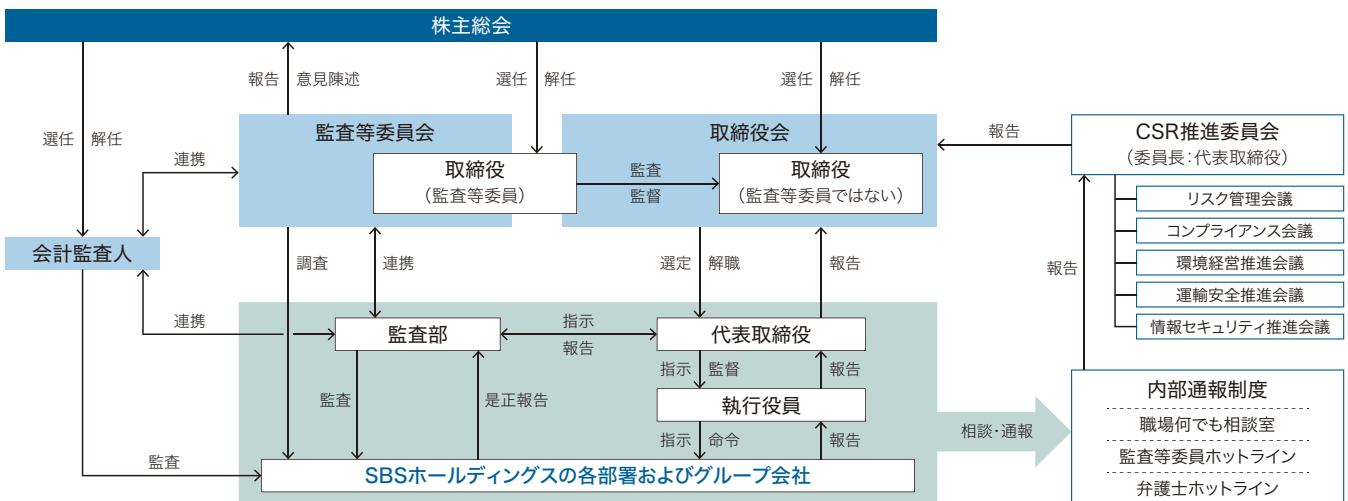 株主総会
報告 意見陳述
選任 解任
選任 解任
選任 解任
監査等委員会
取締役会
報告
CSR推進委員会
(委員長:代表取締役)
連携
取締役
(監査等委員)
監査
監督
取締役
(監査等委員ではない)
リスク管理会議
コンプライアンス会議
環境経営推進会議
運輸安全推進会議
情報セキュリティ推進会議
会計監査人
調査
連携
選定 解職
報告
報告
連携
監査部
指示
報告
代表取締役
指示 監督
報告
監査
是正報告
執行役員
指示 命令
報告
相談・通報
内部通報制度
職場何でも相談室
監査等委員ホットライン
弁護士ホットライン
監査
SBSホールディングスの各部署およびグループ会社